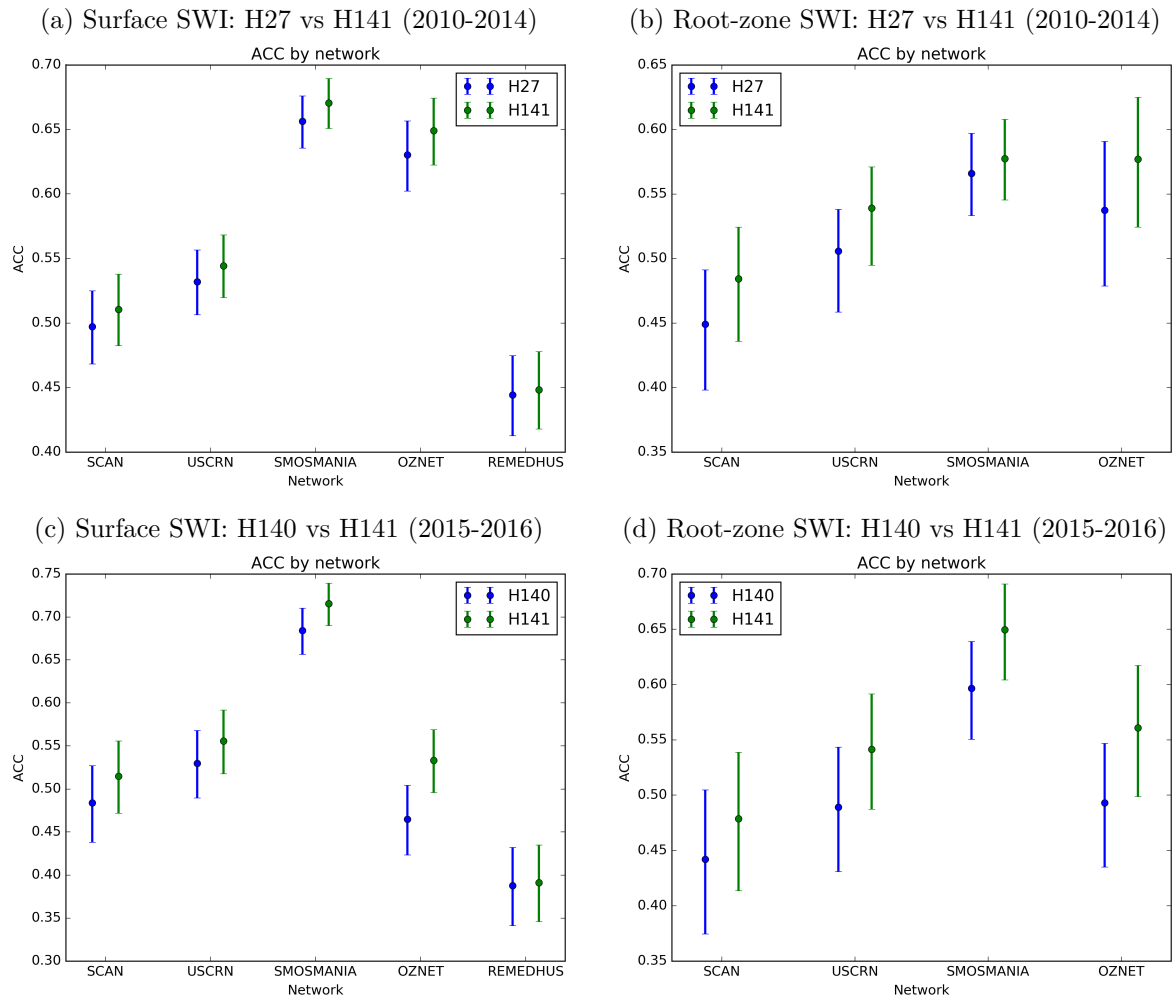 (a) Surface SWI: H27 vs H141 (2010-2014)
ACC by network
0.70
0.65
0.60
0.55
0.50
0.45
0.40
ACC
H27
H141
SCAN USCRN SMOSMANIA OZNET REMEDHUS
Network
(b) Root-zone SWI: H27 vs H141 (2010-2014)
ACC by network
0.65
0.60
0.55
0.50
0.45
0.40
0.35
ACC
H27
H141
SCAN USCRN SMOSMANIA OZNET
Network
(c) Surface SWI: H140 vs H141 (2015-2016)
ACC by network
0.75
0.70
0.65
0.60
0.55
0.50
0.45
0.40
0.35
0.30
ACC
H140
H141
SCAN USCRN SMOSMANIA OZNET REMEDHUS
Network
(d) Root-zone SWI: H140 vs H141 (2015-2016)
ACC by network
0.70
0.65
0.60
0.55
0.50
0.45
0.40
0.35
ACC
H140
H141
SCAN USCRN SMOSMANIA OZNET
Network